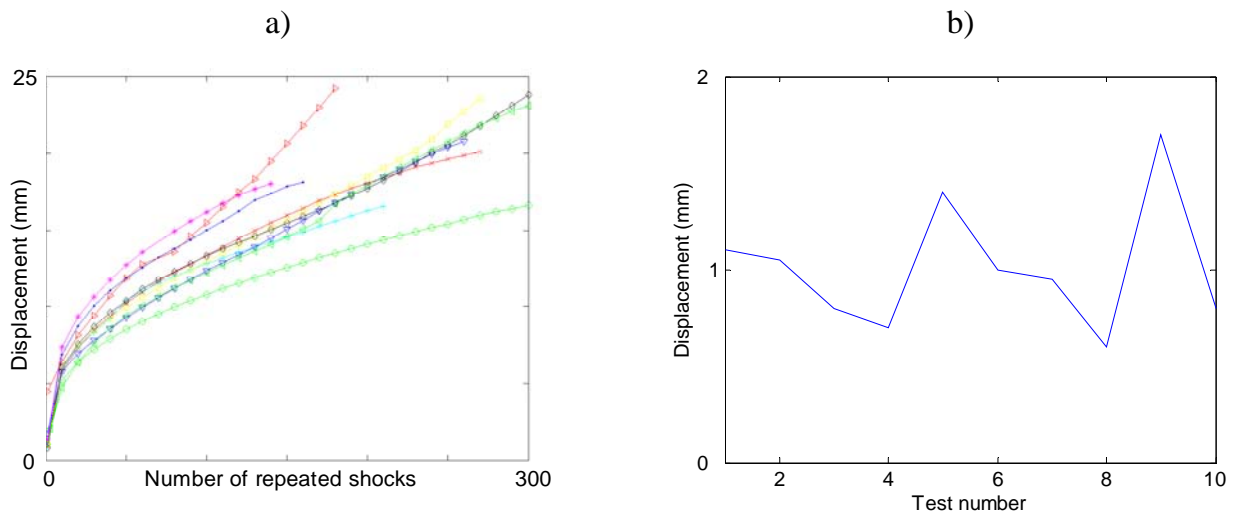 a)
25
Displacement (mm)
0
0
Number of repeated shocks
300
b)
2
Displacement (mm)
1
0
2
4
6
8
10
Test number